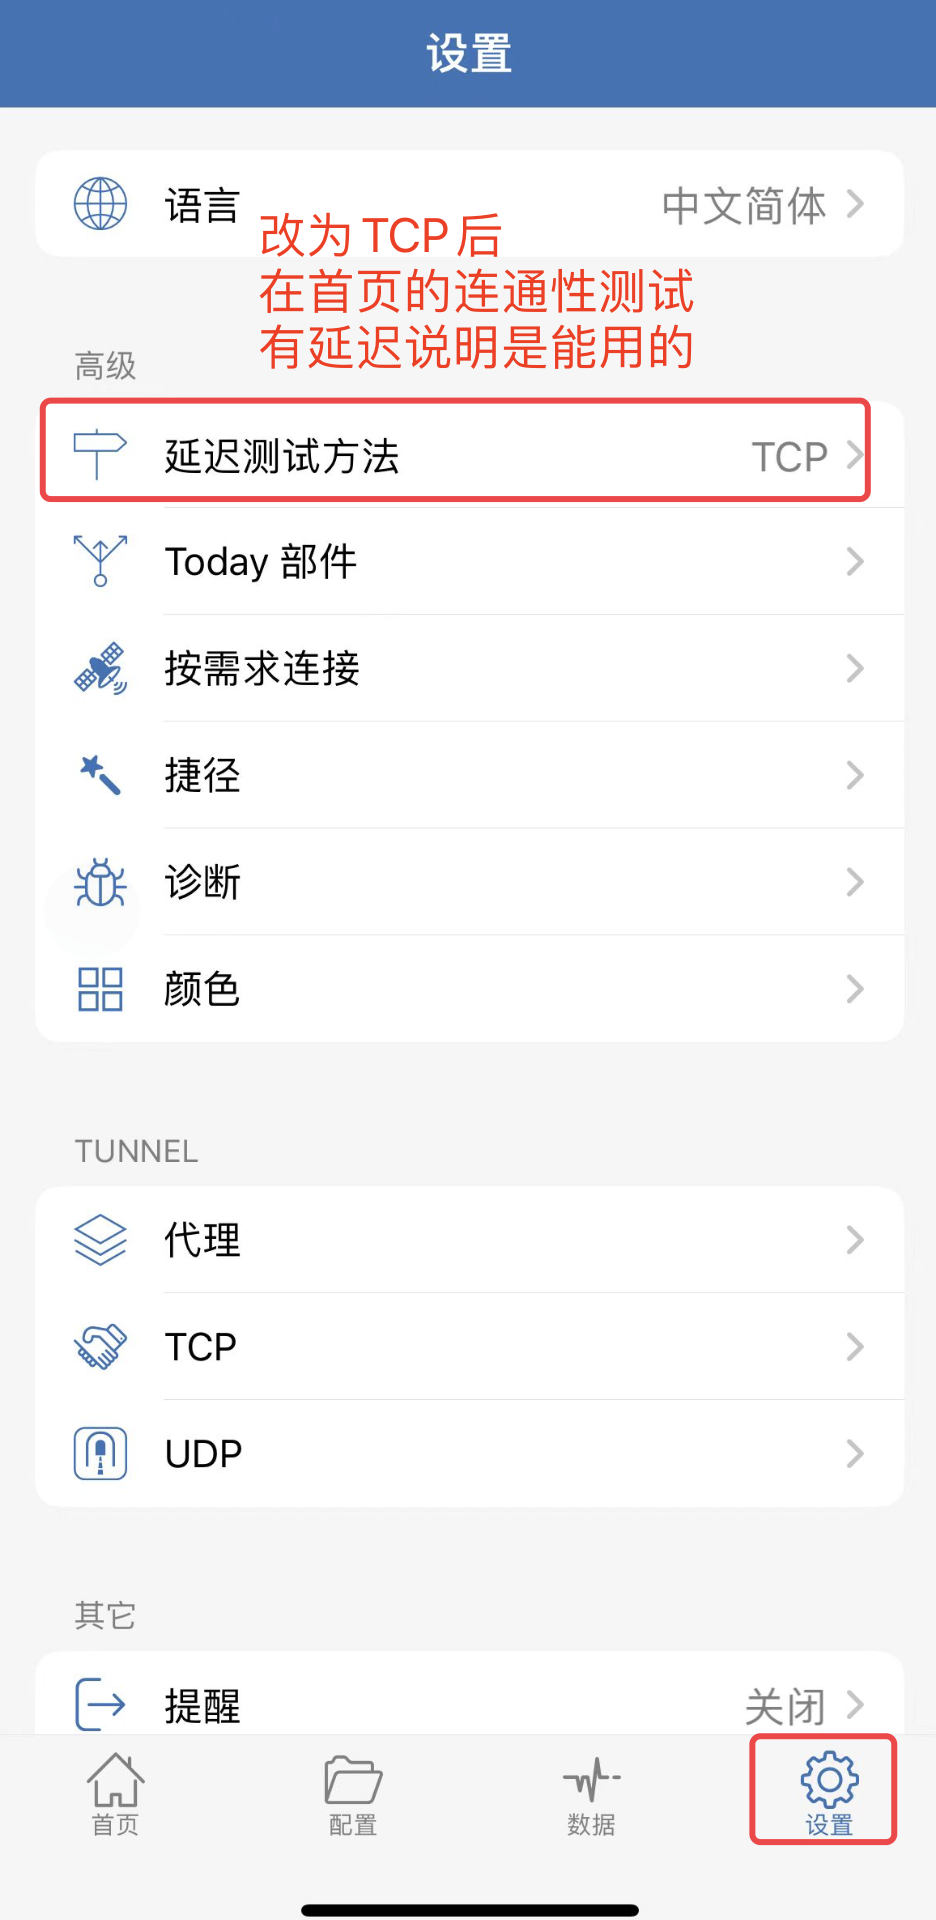 设置
语言
中文简体
改为 TCP 后
在首页的连通性测试
有延迟说明是能用的
高级
延迟测试方法
TCP
Today 部件
按需求连接
捷径
诊断
颜色
TUNNEL
代理
TCP
UDP
其它
提醒
关闭
首页
配置
数据
设置